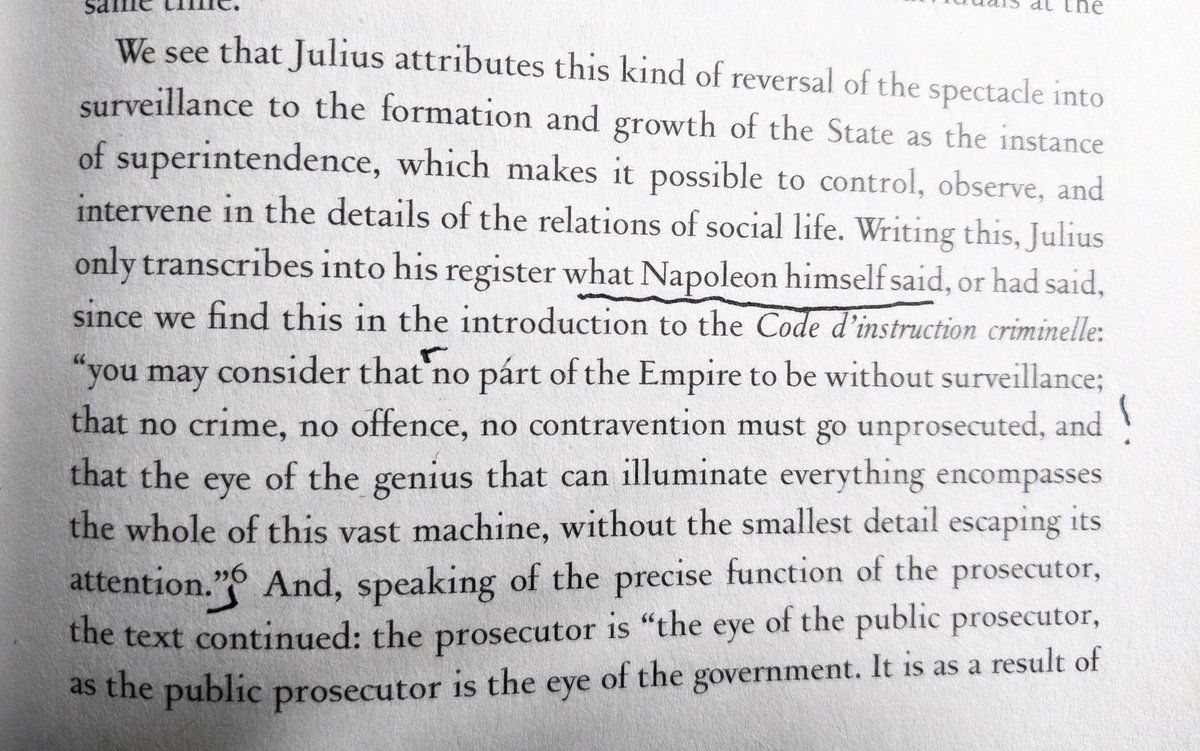 same time.
We see that Julius attributes this kind of reversal of the spectacle into
surveillance to the formation and growth of the State as the instance
of superintendence, which makes it possible to control, observe, and
intervene in the details of the relations of social life. Writing this, Julius
only transcribes into his register what Napoleon himself said, or had said,
since we find this in the introduction to the Code d’instruction criminelle:
“you may consider that no párt of the Empire to be without surveillance;
that no crime, no offence, no contravention must go unprosecuted, and !
that the eye of the genius that can illuminate everything encompasses
the whole of this vast machine, without the smallest detail escaping its
attention.”6 And, speaking of the precise function of the prosecutor,
the text continued: the prosecutor is “the eye of the public prosecutor,
as the public prosecutor is the eye of the government. It is as a result of